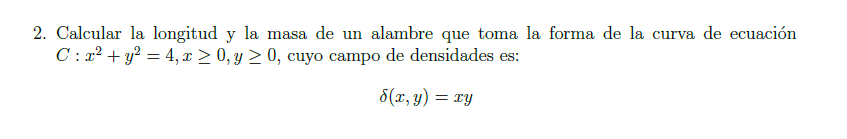 2. Calcular la longitud y la masa de un alambre que toma la forma de la curva de ecuación
C : x² + y² = 4, x ≥ 0, y ≥ 0, cuyo campo de densidades es:
δ(x, y) = xy